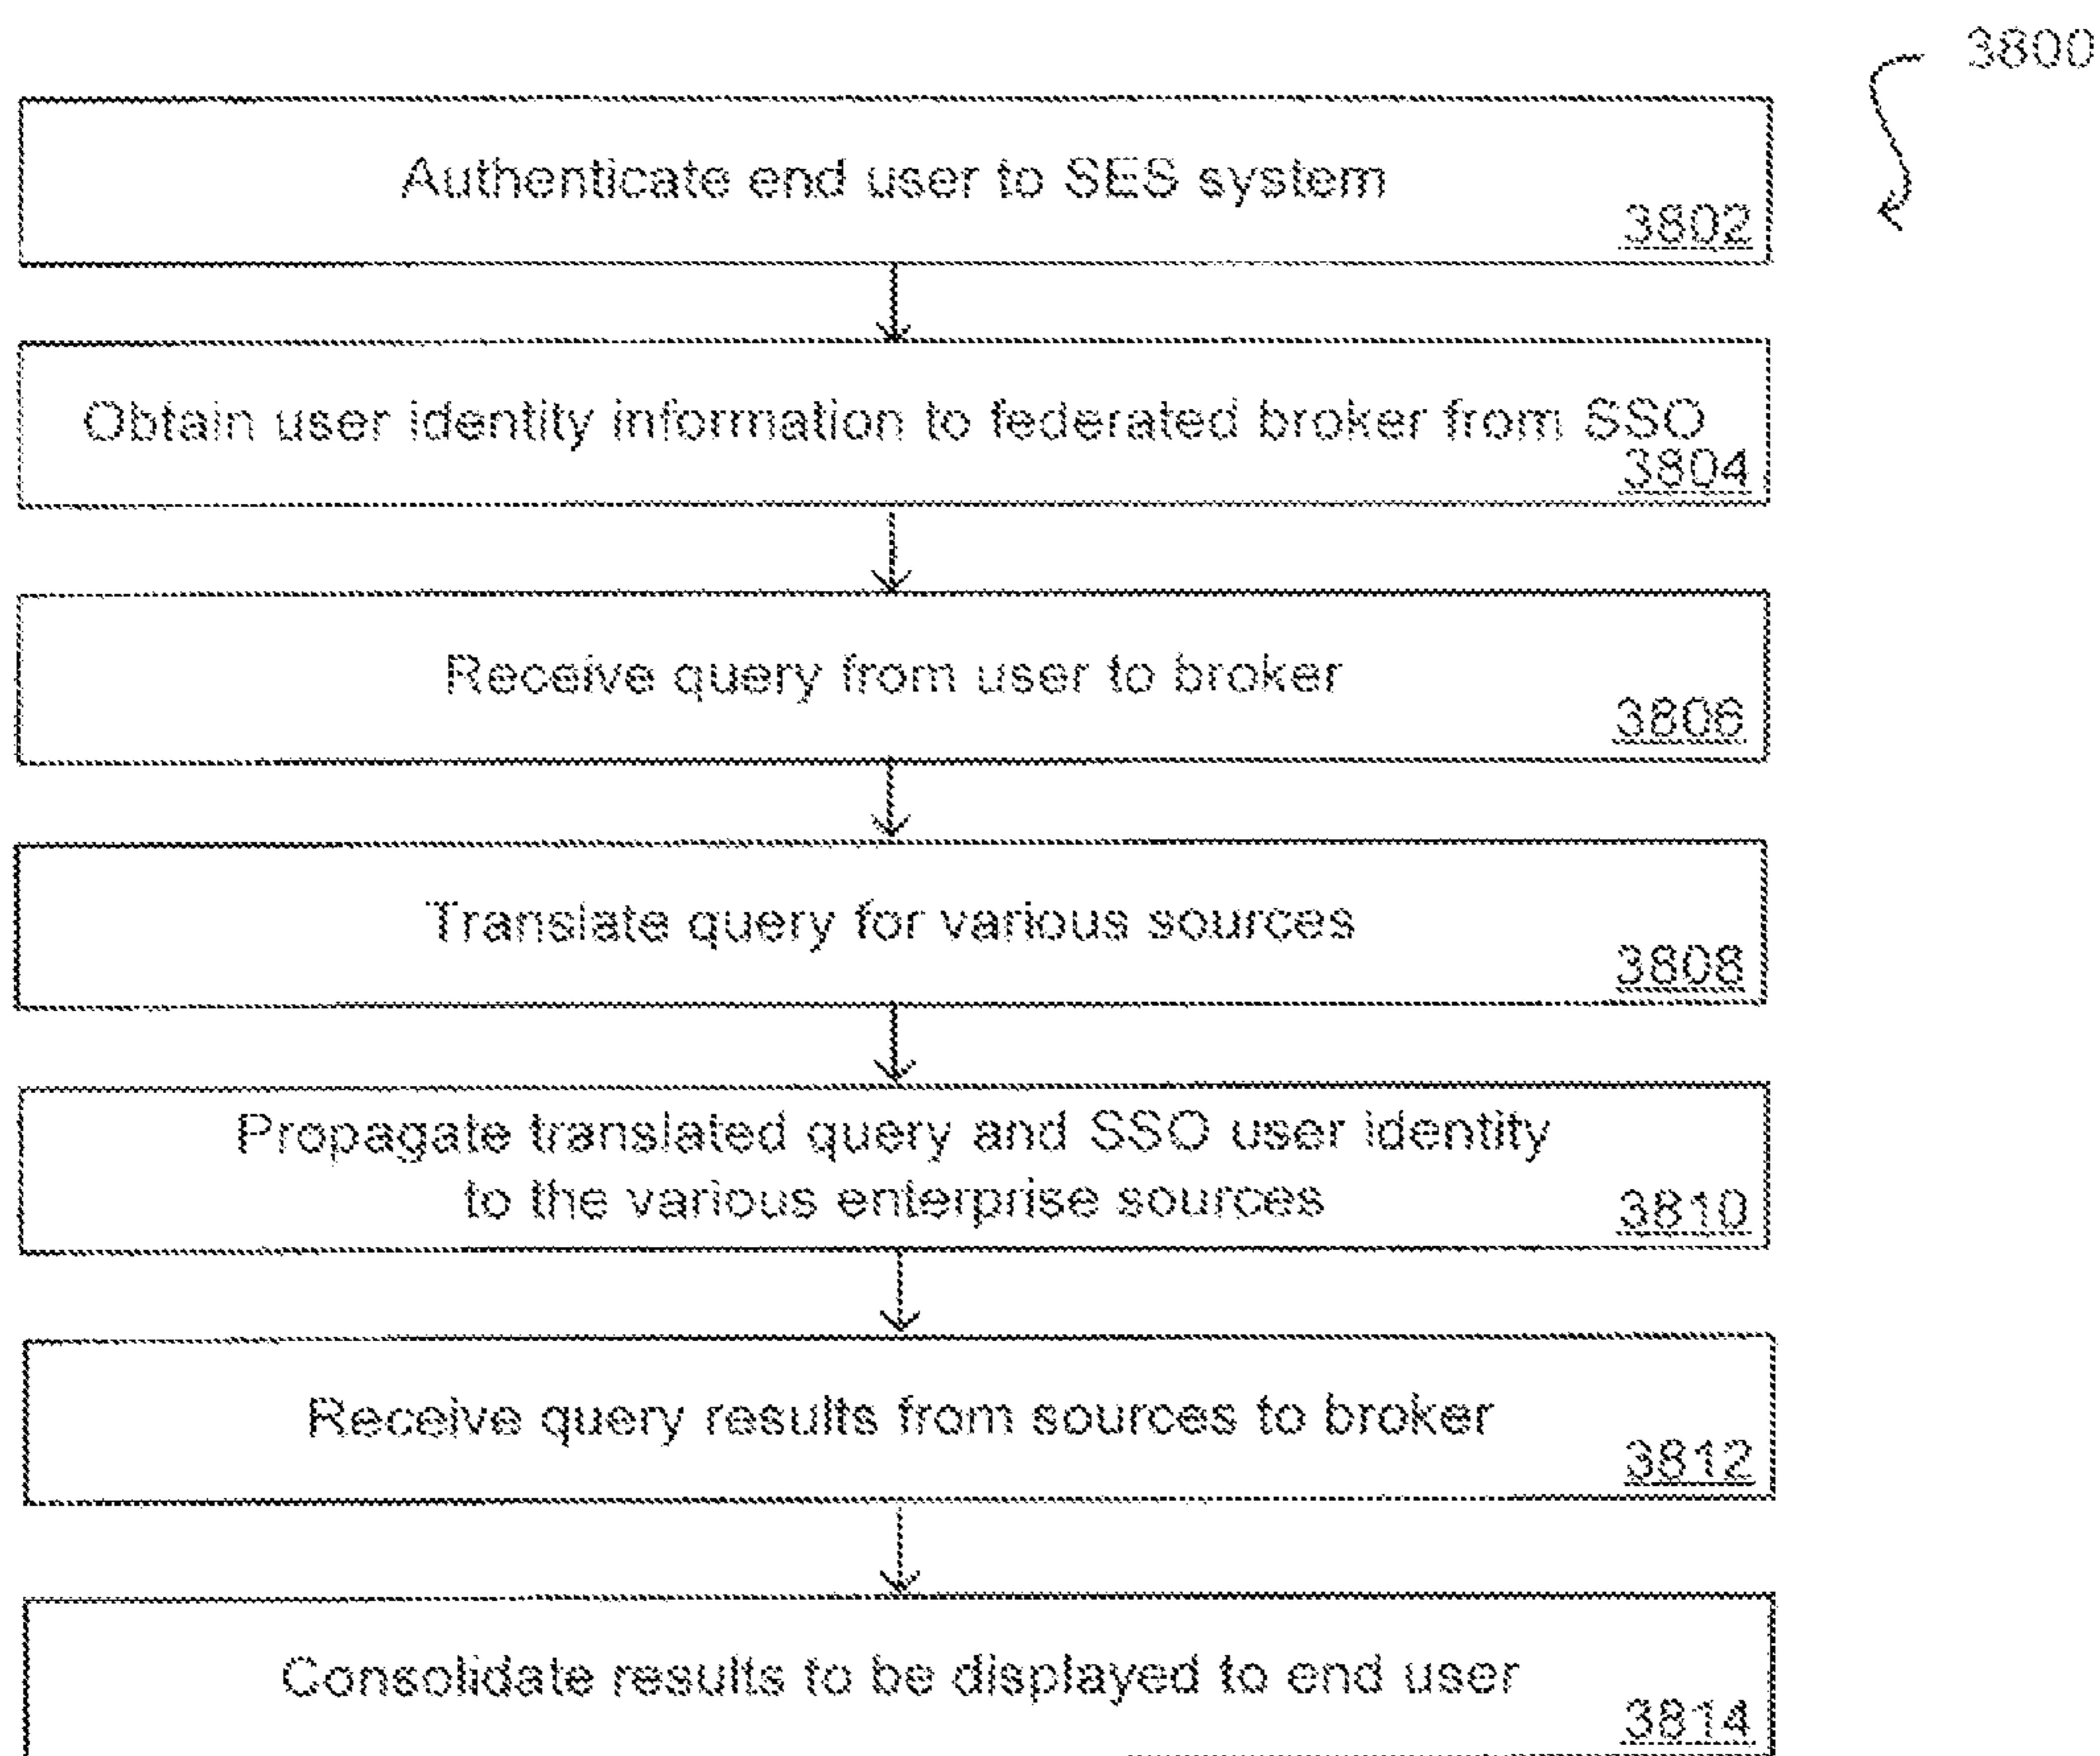 3800
Authenticate end user to SES system
3802
Obtain user identity information to federated broker from SSO
3804
Receive query from user to broker
3806
Translate query for various sources
3808
Propagate translated query and SSO user identity
to the various enterprise sources
3810
Receive query results from sources to broker
3812
Consolidate results to be displayed to end user
3814